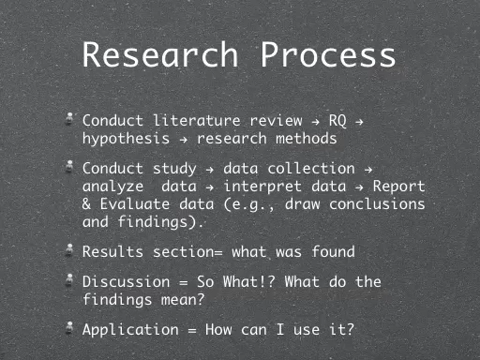 Research Process
Conduct literature review → RQ →
hypothesis → research methods
Conduct study → data collection →
analyze  data → interpret data → Report
& Evaluate data (e.g., draw conclusions
and findings).
Results section= what was found
Discussion = So What!? What do the
findings mean?
Application = How can I use it?